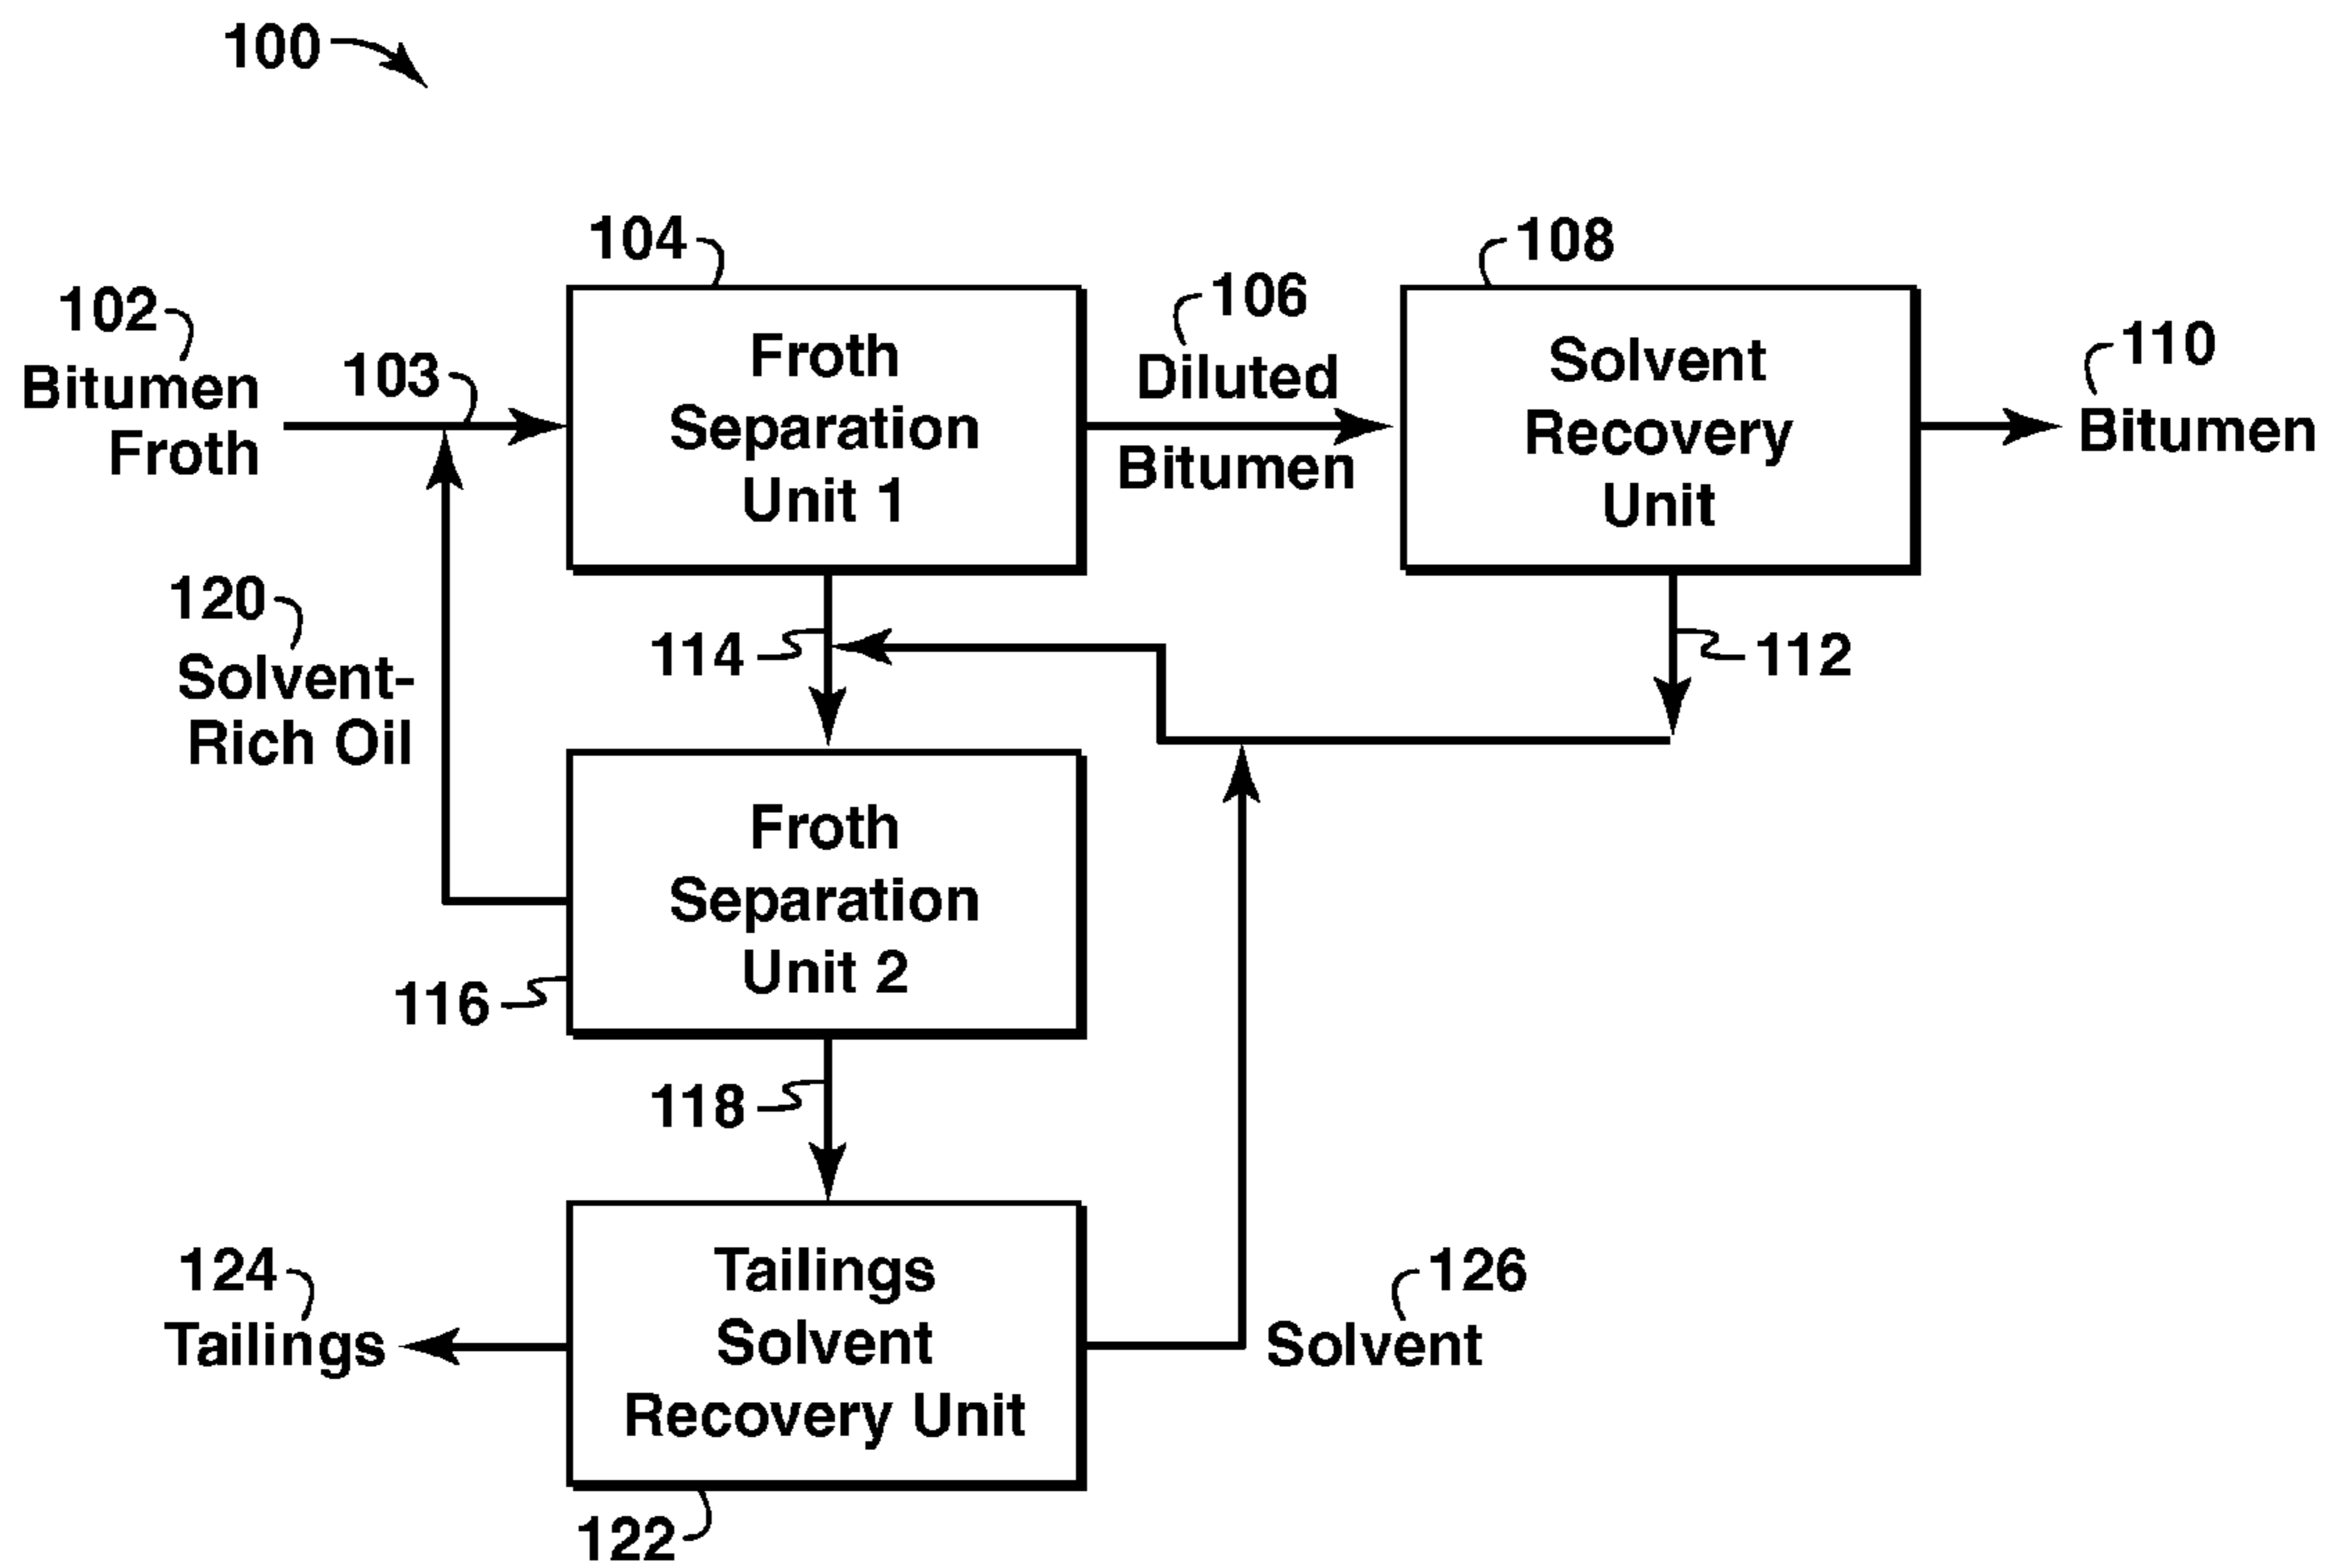 100
104
108
102
106
110
Bitumen
Froth
103
Froth
Separation
Unit 1
Diluted
Bitumen
Solvent
Recovery
Unit
Bitumen
120
Solvent-
Rich Oil
114
112
Froth
Separation
Unit 2
116
118
124
Tailings
Tailings
Solvent
Recovery Unit
126
Solvent
122